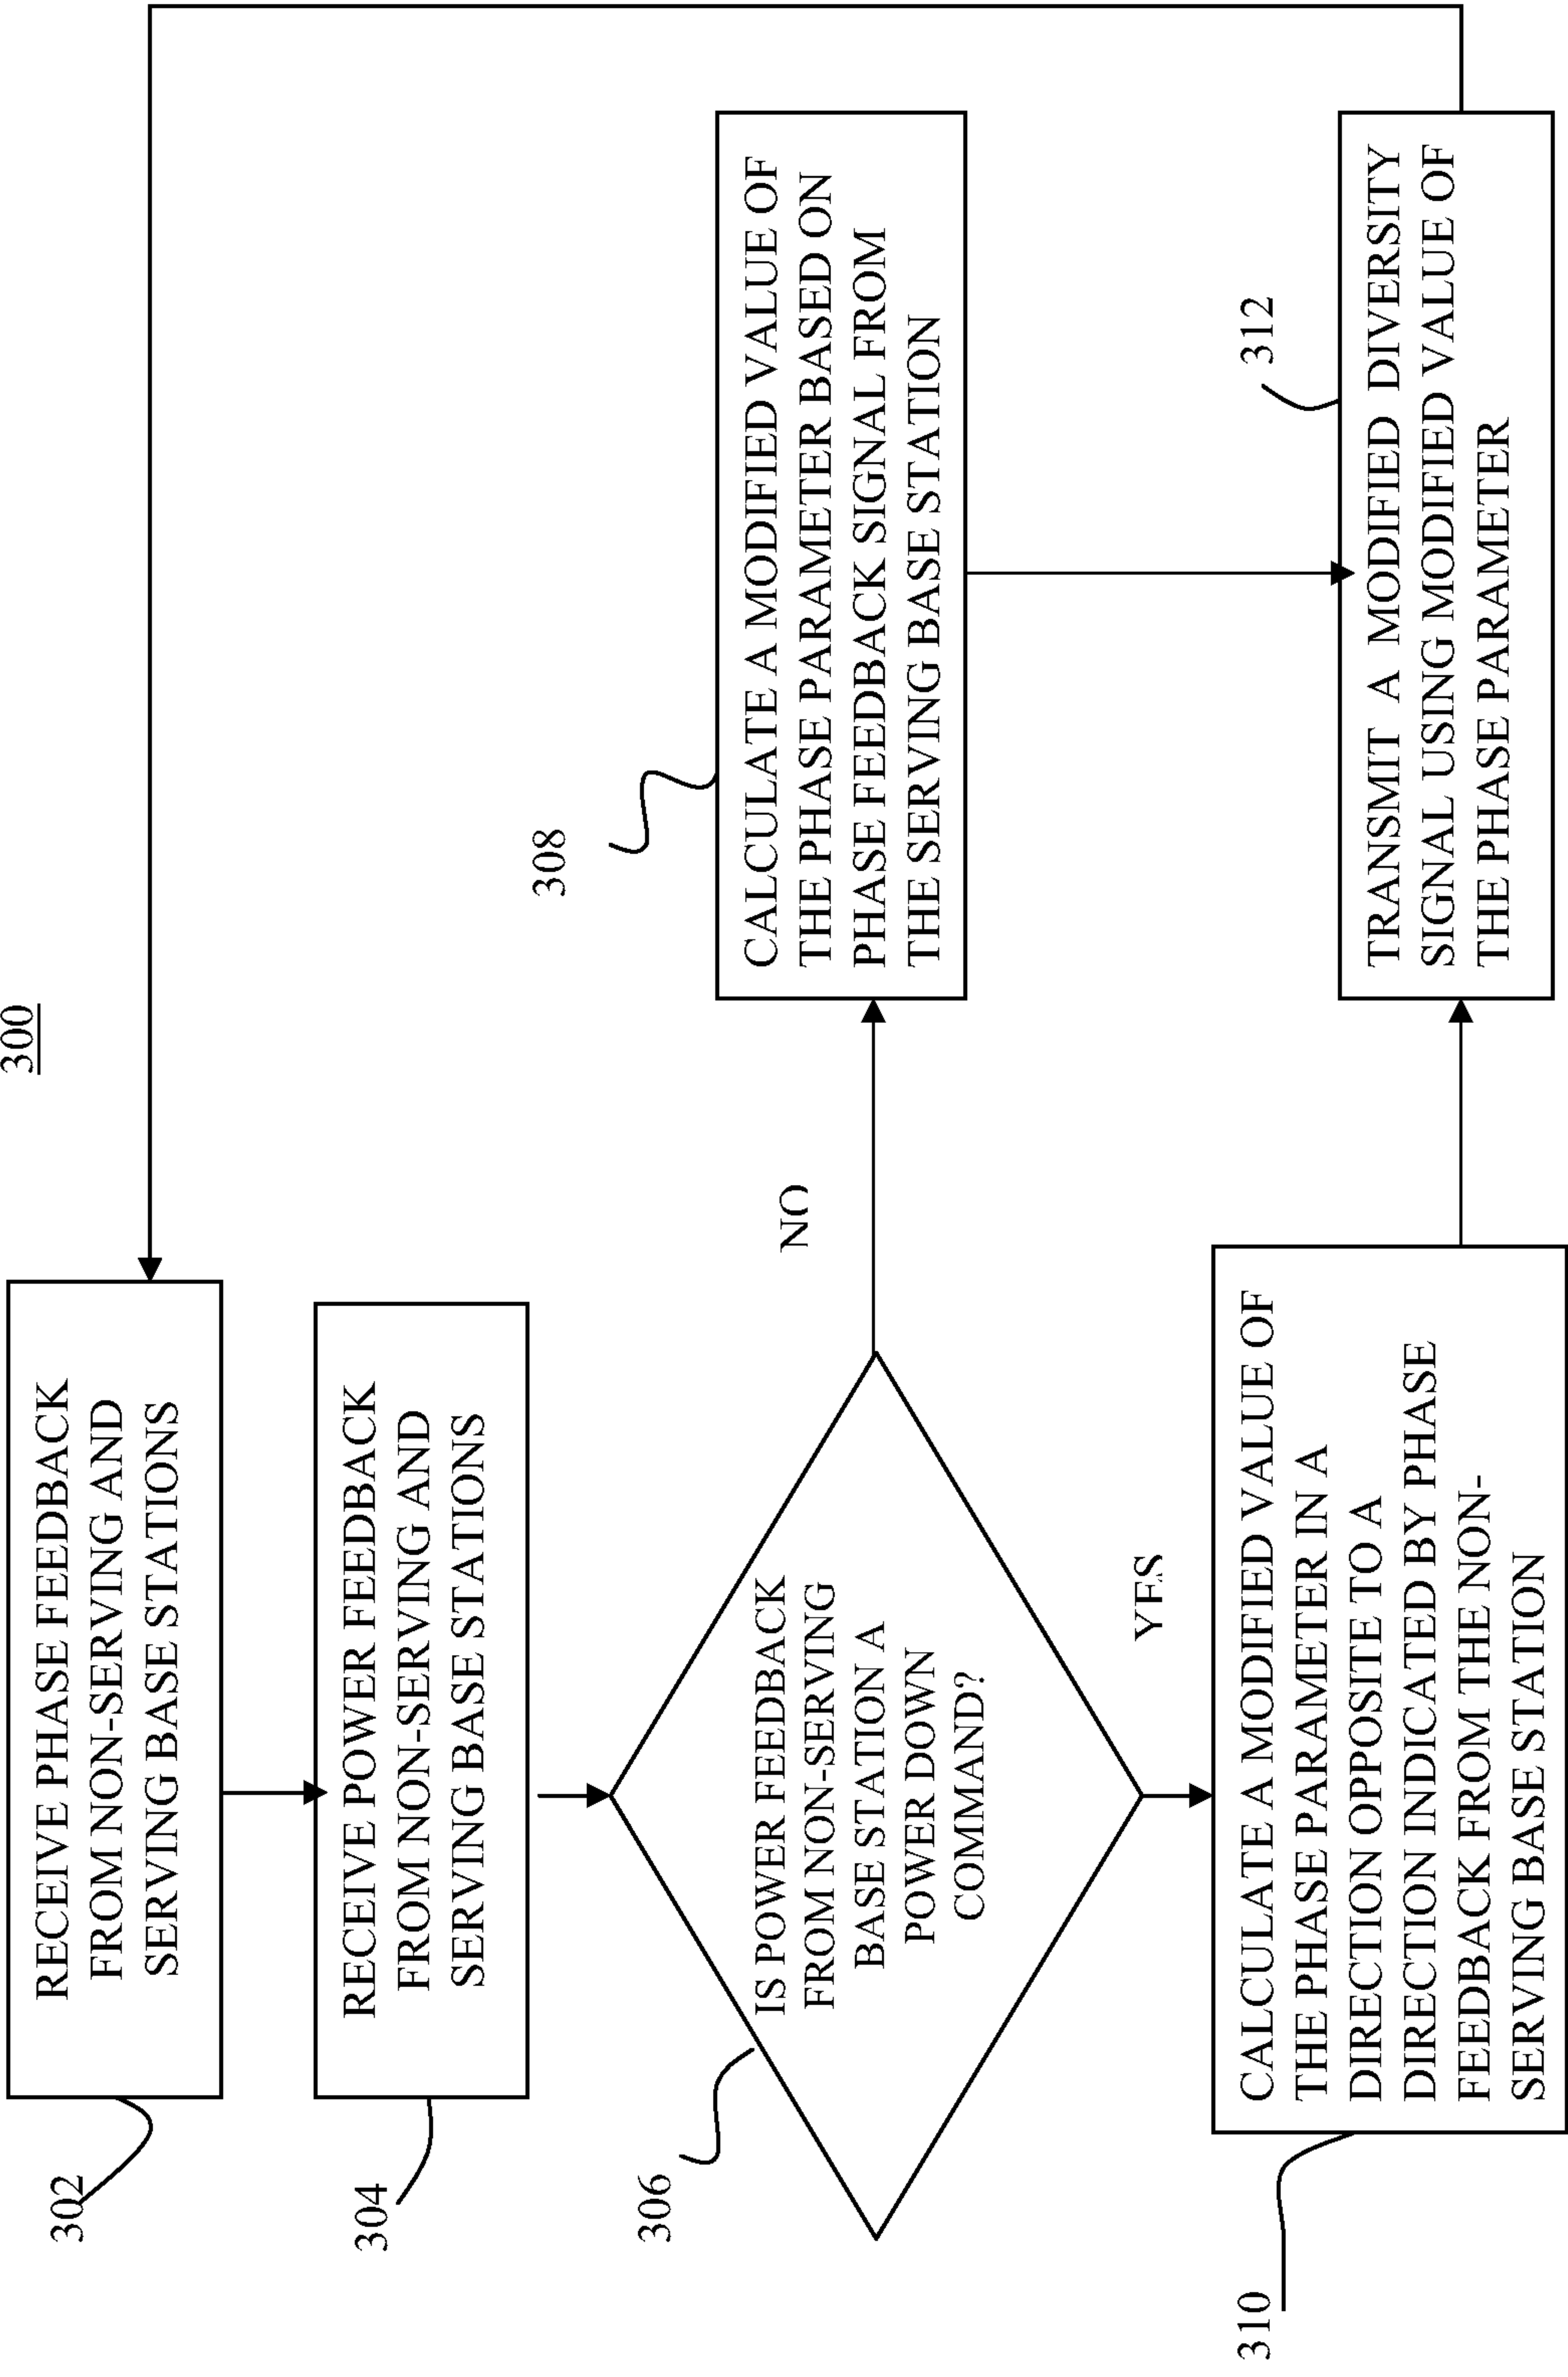 300
302
RECEIVE PHASE FEEDBACK
FROM NON-SERVING AND
SERVING BASE STATIONS
304
RECEIVE POWER FEEDBACK
FROM NON-SERVING AND
SERVING BASE STATIONS
306
IS POWER FEEDBACK
FROM NON-SERVING
BASE STATION A
POWER DOWN
COMMAND?
NO
308
CALCULATE A MODIFIED VALUE OF
THE PHASE PARAMETER BASED ON
PHASE FEEDBACK SIGNAL FROM
THE SERVING BASE STATION
YES
310
CALCULATE A MODIFIED VALUE OF
THE PHASE PARAMETER IN A
DIRECTION OPPOSITE TO A
DIRECTION INDICATED BY PHASE
FEEDBACK FROM THE NON-
SERVING BASE STATION
312
TRANSMIT A MODIFIED DIVERSITY
SIGNAL USING MODIFIED VALUE OF
THE PHASE PARAMETER